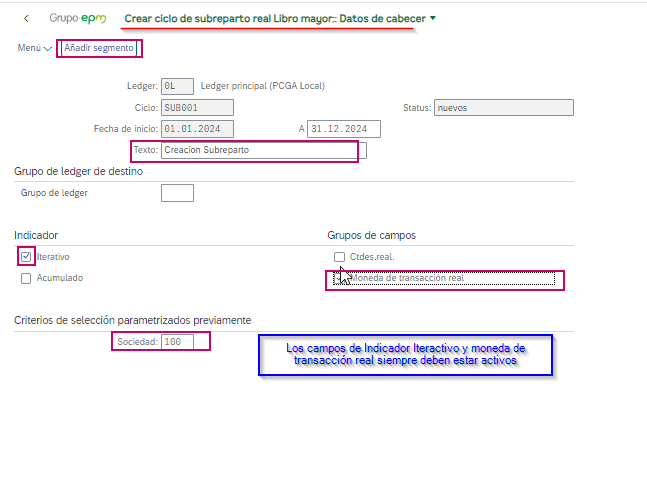 Grupo·epm Crear ciclo de subreparto real Libro mayor:: Datos de cabecer
Menú Añadir segmento
Ledger: 0L Ledger principal (PCGA Local)
Ciclo: SUB001 Status: nuevos
Fecha de inicio: 01.01.2024 A 31.12.2024
Texto: Creacion Subreparto
Grupo de ledger de destino
Grupo de ledger
Indicador Grupos de campos
Iterativo Ctdes.real.
Acumulado Moneda de transacción real
Criterios de selección parametrizados previamente
Sociedad: 100
Los campos de Indicador Iteractivo y moneda de
transacción real siempre deben estar activos